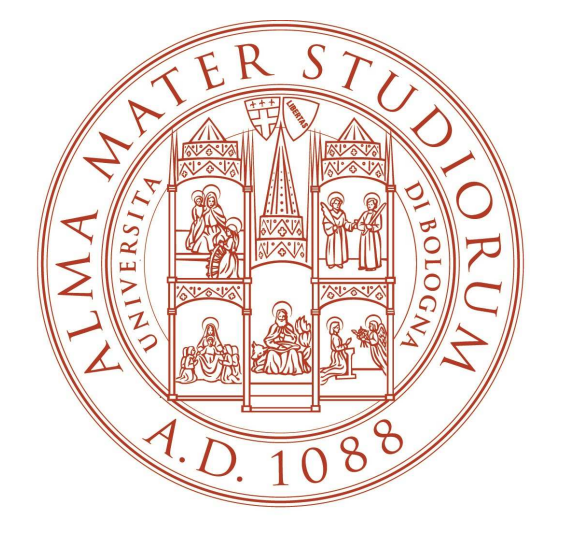 ALMA MATER STUDIORUM
A.D. 1088
UNIVERSITÀ DI BOLOGNA
LIBERTAS